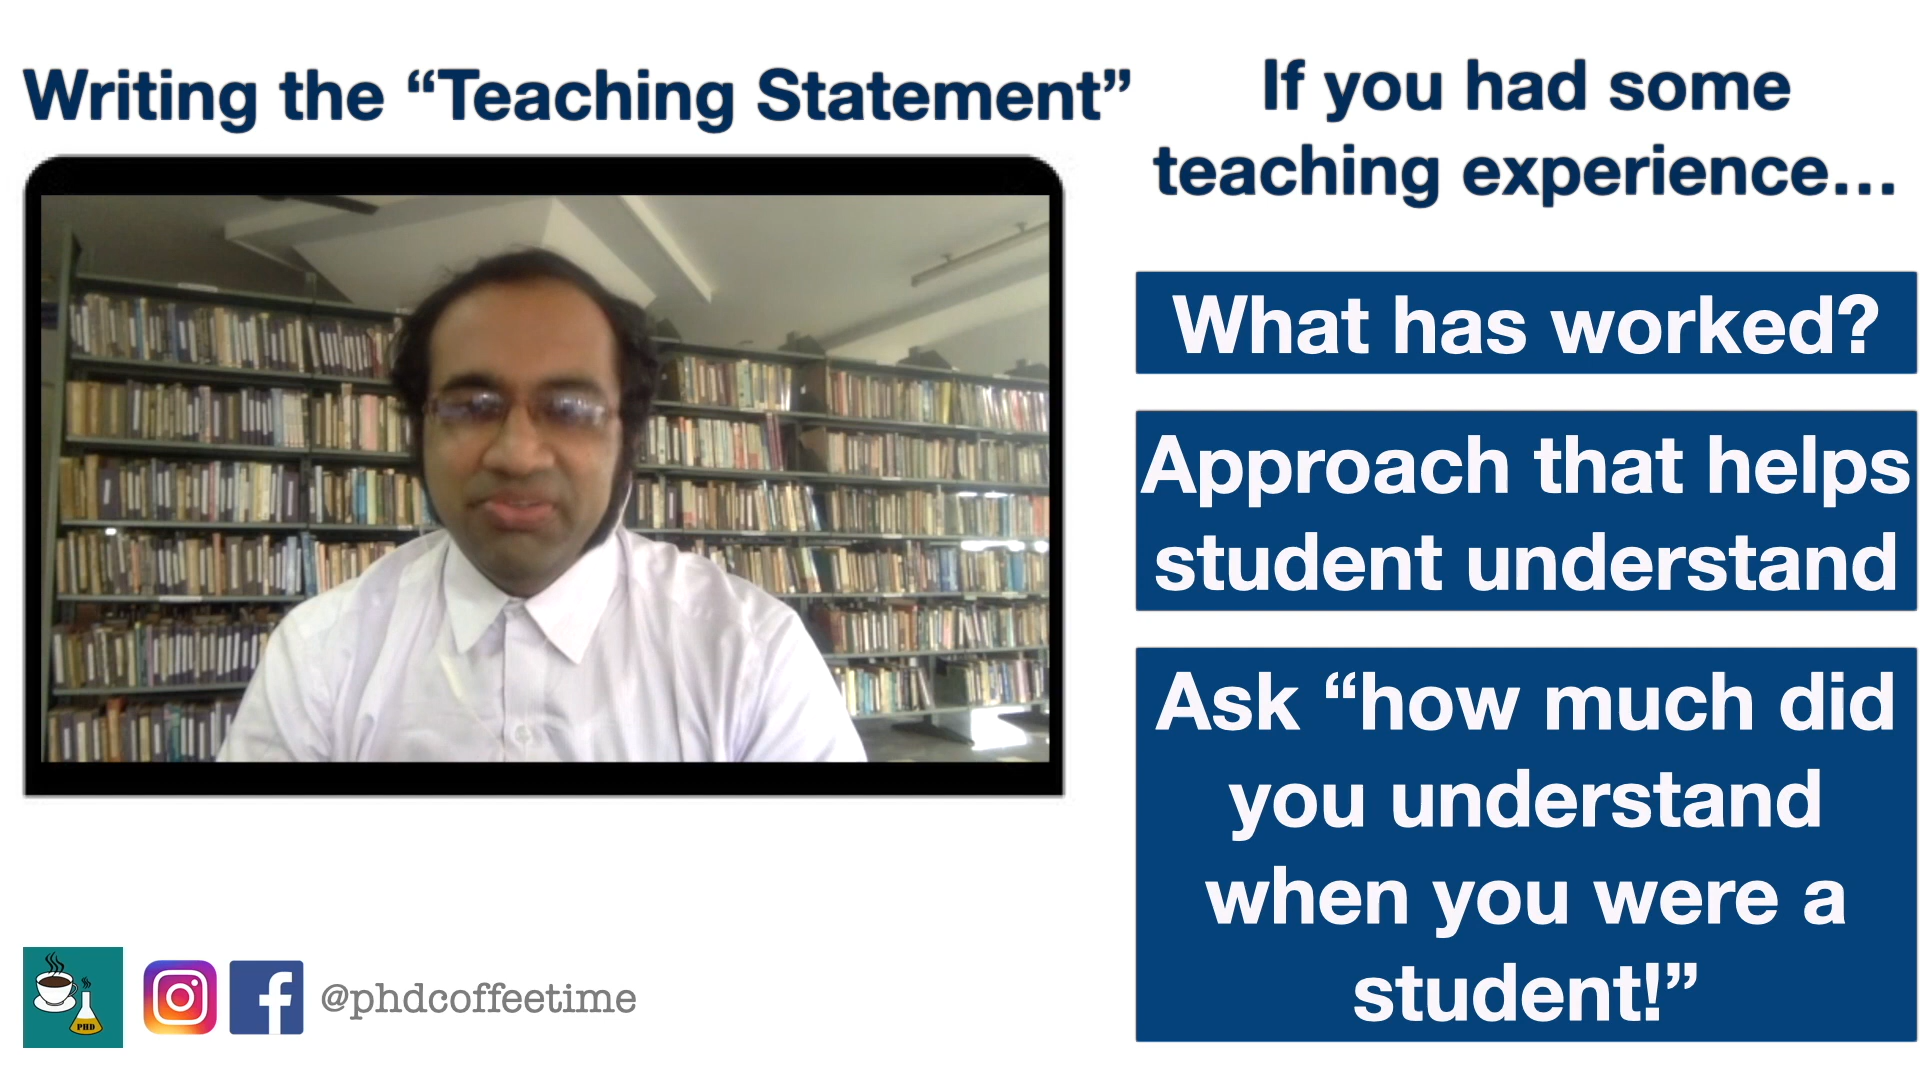 Writing the “Teaching Statement”
If you had some
teaching experience…
What has worked?
Approach that helps
student understand
Ask “how much did
you understand
when you were a
student!”
PHD
@phdcoffeetime